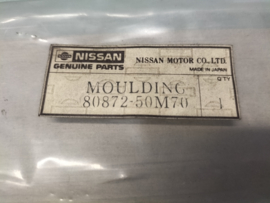 NISSAN
GENUINE PARTS
NISSAN MOTOR CO., LTD.
MADE IN JAPAN
QTY
MOULDING
80872-50M70 1